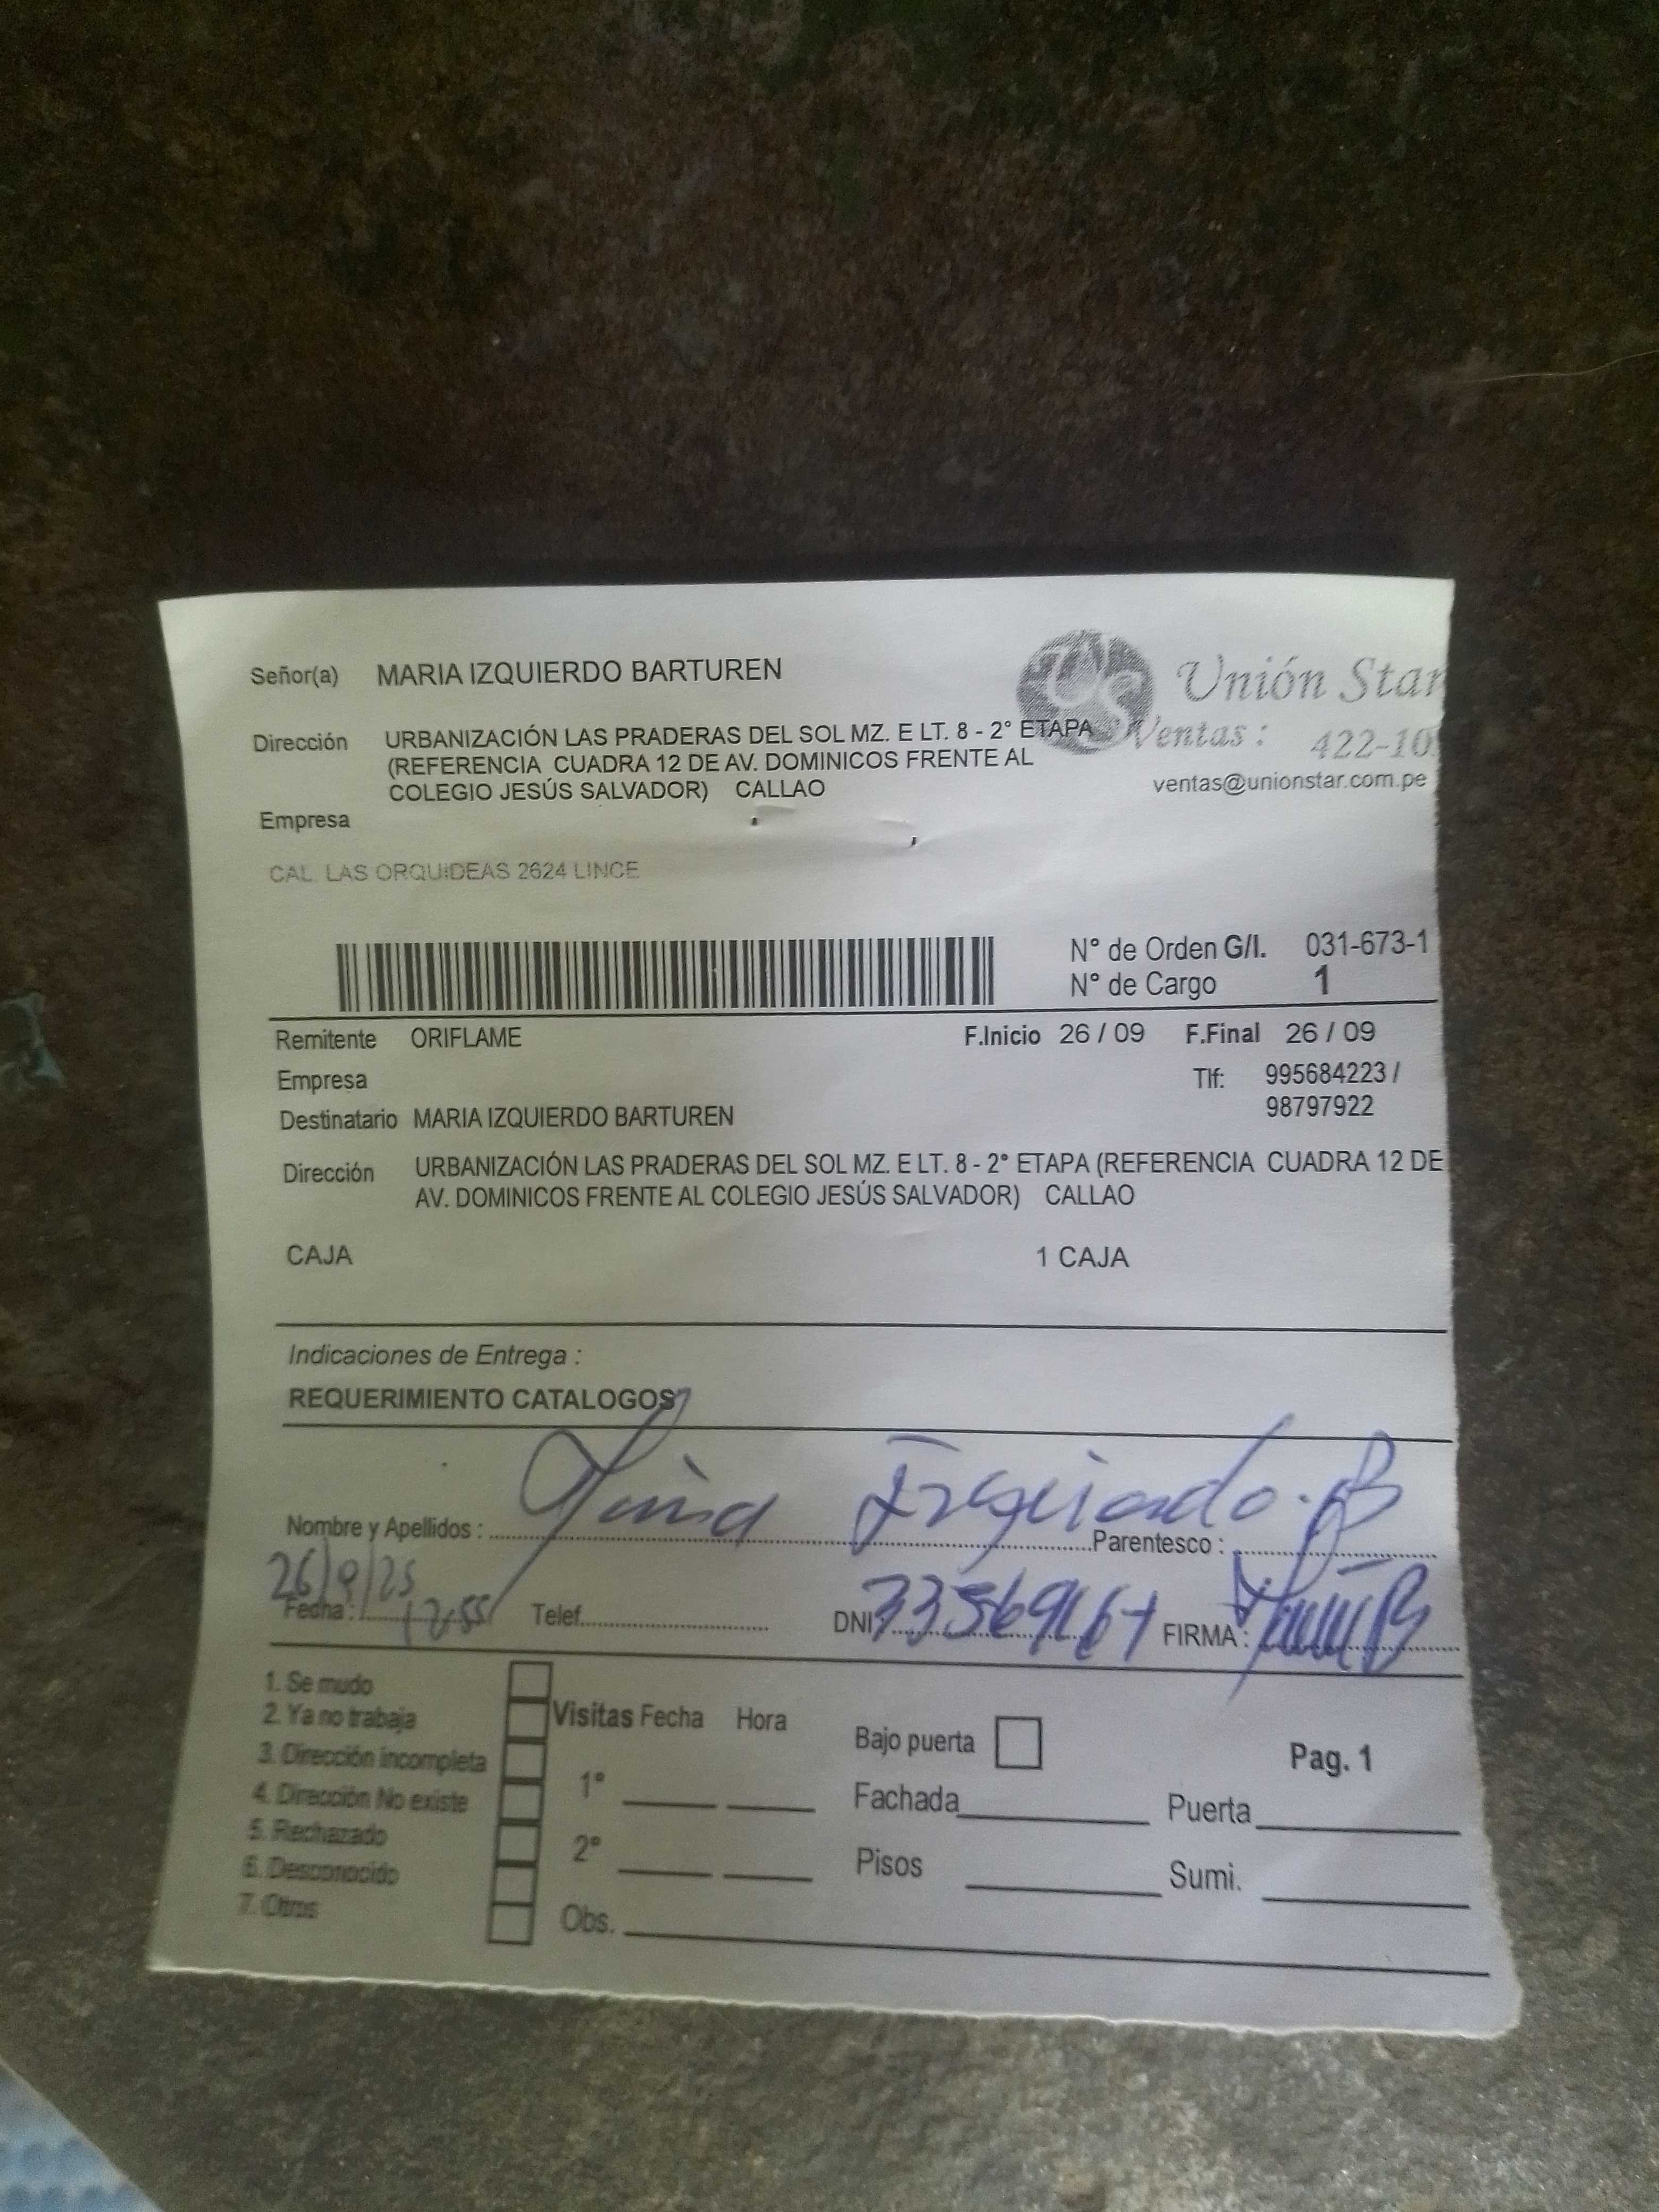 Señor(a) MARIA IZQUIERDO BARTUREN
Unión Star
Dirección URBANIZACIÓN LAS PRADERAS DEL SOL MZ. E LT. 8 - 2° ETAPA
Ventas : 422-10
(REFERENCIA CUADRA 12 DE AV. DOMINICOS FRENTE AL
COLEGIO JESÚS SALVADOR) CALLAO
ventas@unionstar.com.pe
Empresa
CAL. LAS ORQUIDEAS 2624 LINCE
N° de Orden G/I. 031-673-1
N° de Cargo 1
Remitente ORIFLAME F.Inicio 26 / 09 F.Final 26 / 09
Empresa Tlf: 995684223 /
98797922
Destinatario MARIA IZQUIERDO BARTUREN
Dirección URBANIZACIÓN LAS PRADERAS DEL SOL MZ. E LT. 8 - 2° ETAPA (REFERENCIA CUADRA 12 DE
AV. DOMINICOS FRENTE AL COLEGIO JESÚS SALVADOR) CALLAO
CAJA 1 CAJA
Indicaciones de Entrega :
REQUERIMIENTO CATALOGOS
Nombre y Apellidos : Parentesco :
26/9/25
Fecha : 12:55 Telef. DNI FIRMA :
1. Se mudo
2. Ya no trabaja
3. Dirección incompleta
4. Dirección No existe
5. Rechazado
6. Desconocido
7. Otros
Visitas Fecha Hora
1°
2°
Obs.
Bajo puerta
Fachada
Pisos
Pag. 1
Puerta
Sumi.